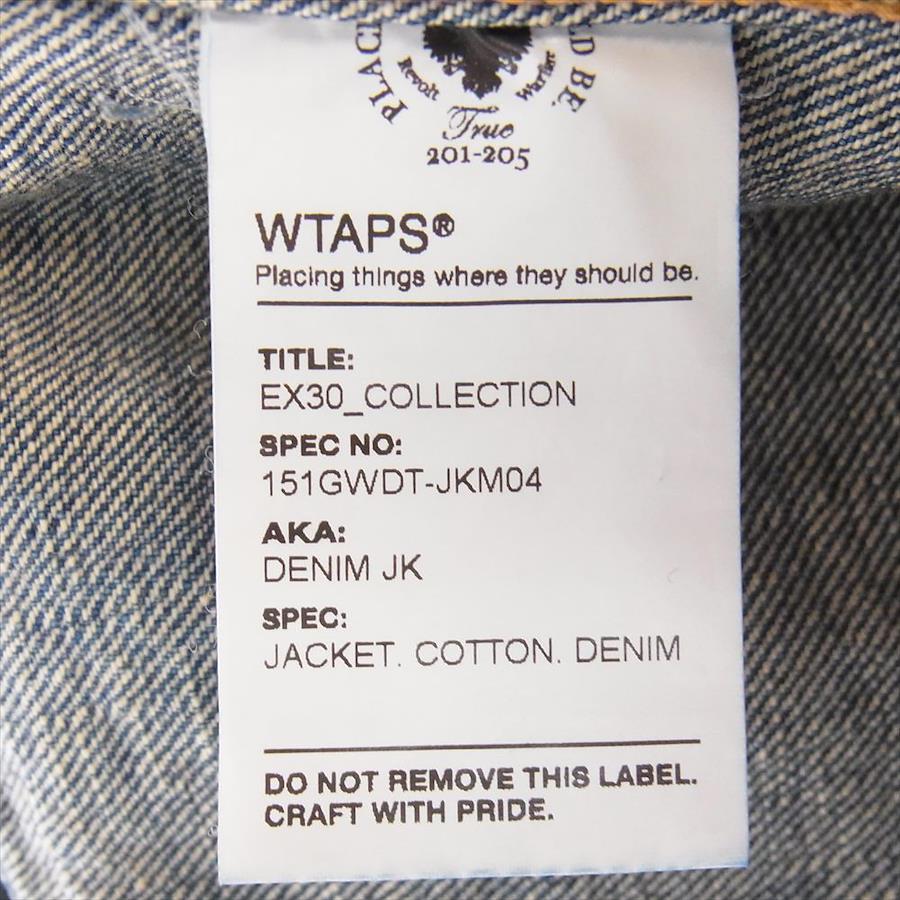 PLAC LD BE.
Revolt Warfare
True
201-205
WTAPS®
Placing things where they should be.
TITLE:
EX30_COLLECTION
SPEC NO:
151GWDT-JKM04
AKA:
DENIM JK
SPEC:
JACKET. COTTON. DENIM
DO NOT REMOVE THIS LABEL.
CRAFT WITH PRIDE.